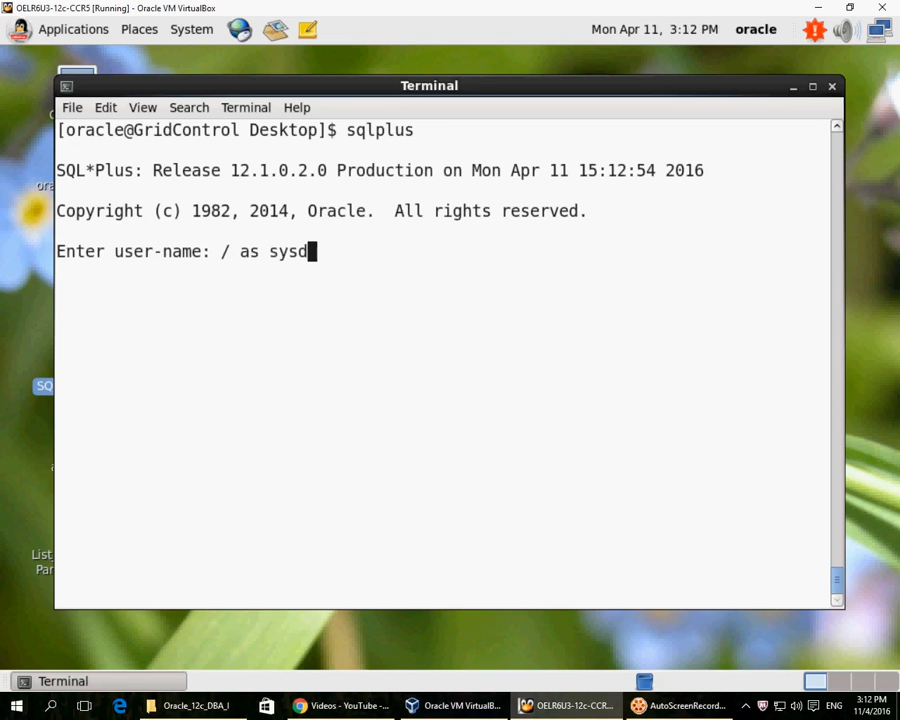 OELR6U3-12c-CCR5 [Running] - Oracle VM VirtualBox
Applications Places System Mon Apr 11, 3:12 PM oracle
Terminal
File Edit View Search Terminal Help
[oracle@GridControl Desktop]$ sqlplus
SQL*Plus: Release 12.1.0.2.0 Production on Mon Apr 11 15:12:54 2016
Copyright (c) 1982, 2014, Oracle.  All rights reserved.
Enter user-name: / as sysd
SQ
List
Par
Terminal
Oracle_12c_DBA_I Videos - YouTube -... Oracle VM VirtualB... OELR6U3-12c-CCR... AutoScreenRecord... ENG 3:12 PM
11/4/2016